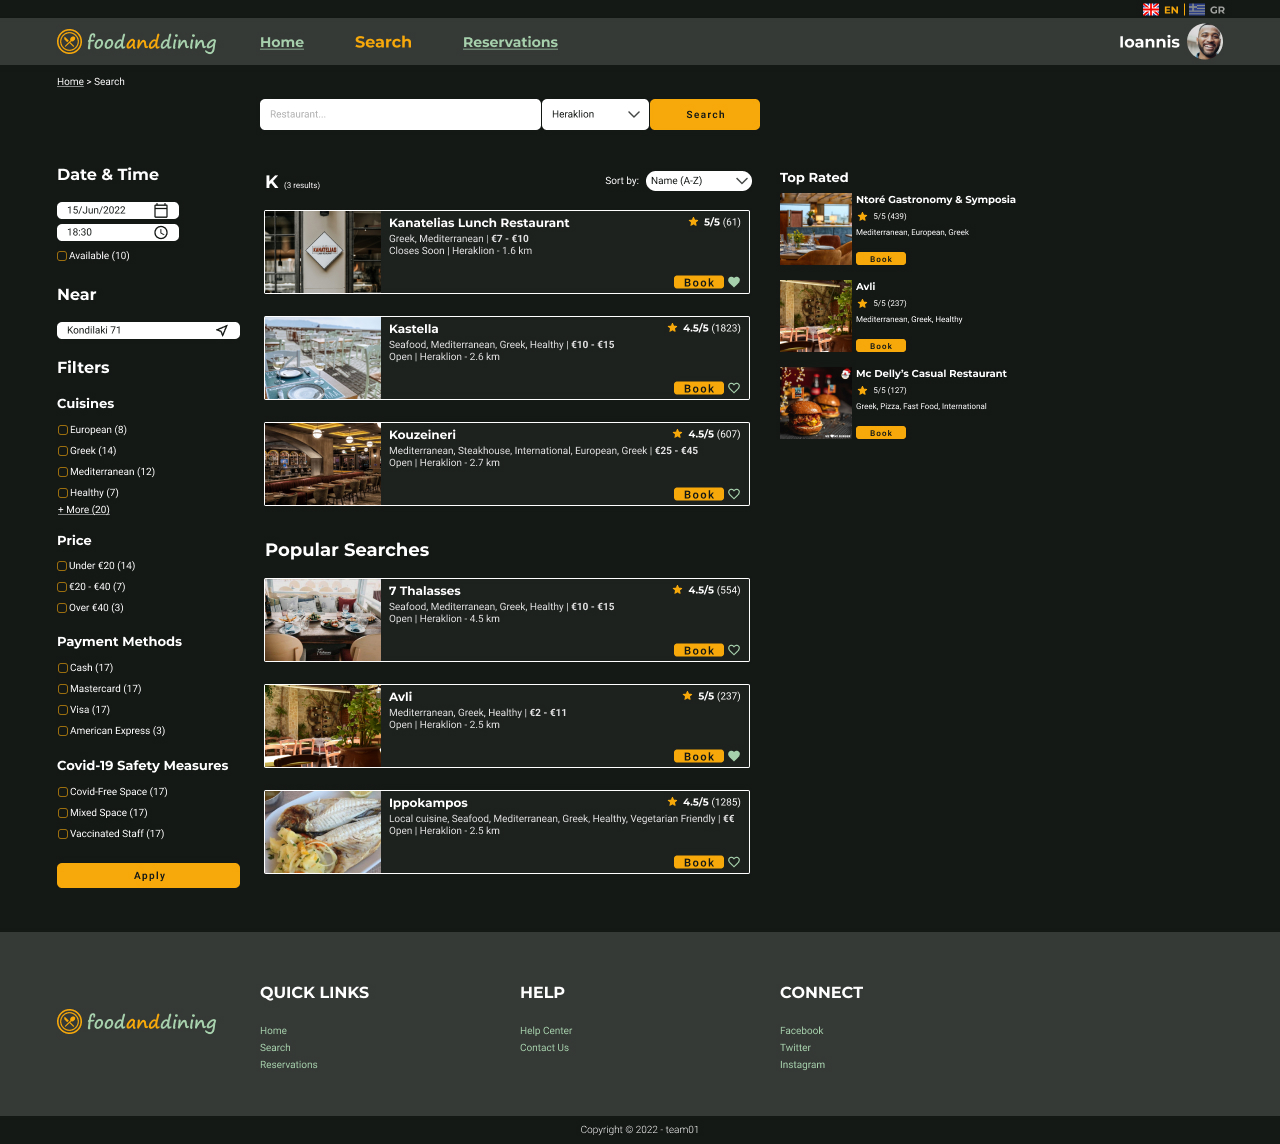 EN | GR
foodanddining
Home
Search
Reservations
Ioannis
Home > Search
Restaurant...
Heraklion
Search
Date & Time
15/Jun/2022
18:30
Available (10)
Near
Kondilaki 71
Filters
Cuisines
European (8)
Greek (14)
Mediterranean (12)
Healthy (7)
+ More (20)
Price
Under €20 (14)
€20 - €40 (7)
Over €40 (3)
Payment Methods
Cash (17)
Mastercard (17)
Visa (17)
American Express (3)
Covid-19 Safety Measures
Covid-Free Space (17)
Mixed Space (17)
Vaccinated Staff (17)
Apply
K (3 results)
Sort by: Name (A-Z)
KANATELIAS
Kanatelias Lunch Restaurant
5/5 (61)
Greek, Mediterranean | €7 - €10
Closes Soon | Heraklion - 1.6 km
Book
Kastella
4.5/5 (1823)
Seafood, Mediterranean, Greek, Healthy | €10 - €15
Open | Heraklion - 2.6 km
Book
Kouzeineri
4.5/5 (607)
Mediterranean, Steakhouse, International, European, Greek | €25 - €45
Open | Heraklion - 2.7 km
Book
Popular Searches
7 Thalasses
4.5/5 (554)
Seafood, Mediterranean, Greek, Healthy | €10 - €15
Open | Heraklion - 4.5 km
Book
Avli
5/5 (237)
Mediterranean, Greek, Healthy | €2 - €11
Open | Heraklion - 2.5 km
Book
Ippokampos
4.5/5 (1285)
Local cuisine, Seafood, Mediterranean, Greek, Healthy, Vegetarian Friendly | €€
Open | Heraklion - 2.5 km
Book
Top Rated
Ntoré Gastronomy & Symposia
5/5 (439)
Mediterranean, European, Greek
Book
Avli
5/5 (237)
Mediterranean, Greek, Healthy
Book
Mc Delly's Casual Restaurant
5/5 (127)
Greek, Pizza, Fast Food, International
Book
foodanddining
QUICK LINKS
Home
Search
Reservations
HELP
Help Center
Contact Us
CONNECT
Facebook
Twitter
Instagram
Copyright © 2022 - team01